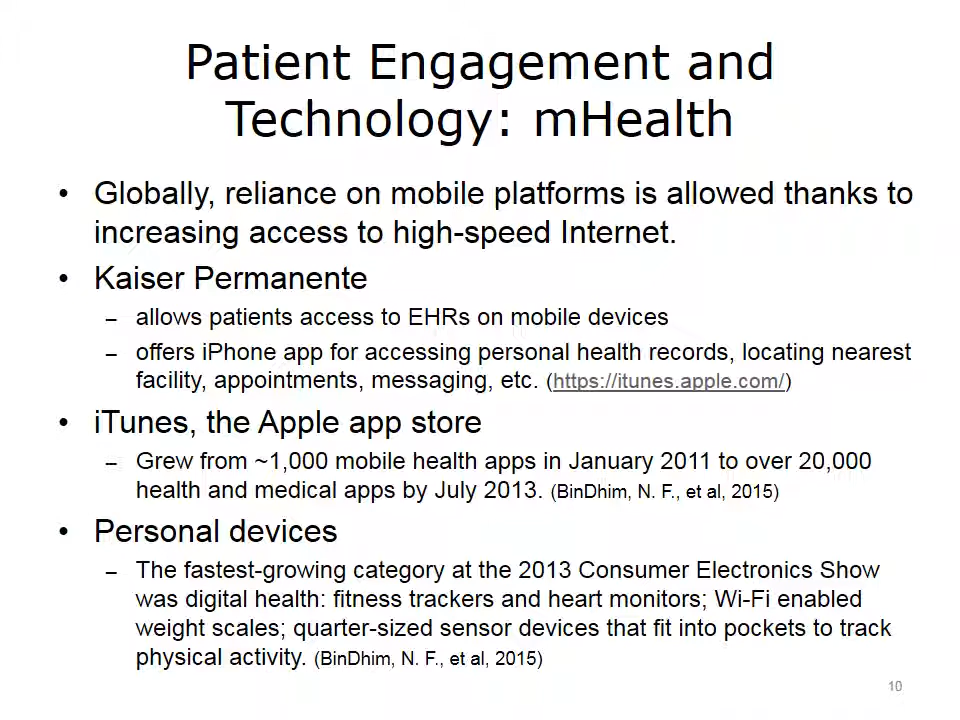 Patient Engagement and
Technology: mHealth
• Globally, reliance on mobile platforms is allowed thanks to
increasing access to high-speed Internet.
• Kaiser Permanente
– allows patients access to EHRs on mobile devices
– offers iPhone app for accessing personal health records, locating nearest
facility, appointments, messaging, etc. (https://itunes.apple.com/)
• iTunes, the Apple app store
– Grew from ~1,000 mobile health apps in January 2011 to over 20,000
health and medical apps by July 2013. (BinDhim, N. F., et al, 2015)
• Personal devices
– The fastest-growing category at the 2013 Consumer Electronics Show
was digital health: fitness trackers and heart monitors; Wi-Fi enabled
weight scales; quarter-sized sensor devices that fit into pockets to track
physical activity. (BinDhim, N. F., et al, 2015)
10